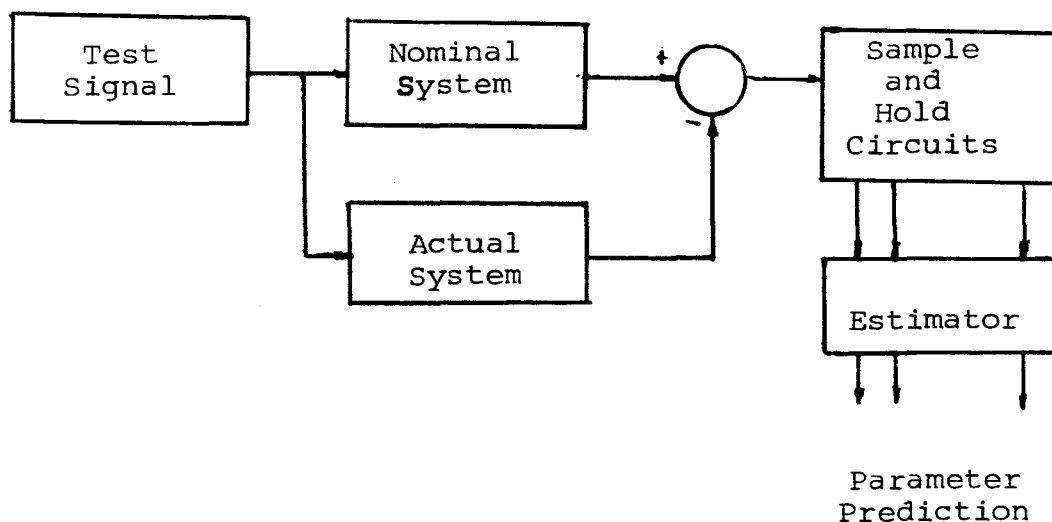 Test
Signal
Nominal
System
+
-
Sample
and
Hold
Circuits
Actual
System
Estimator
Parameter
Prediction